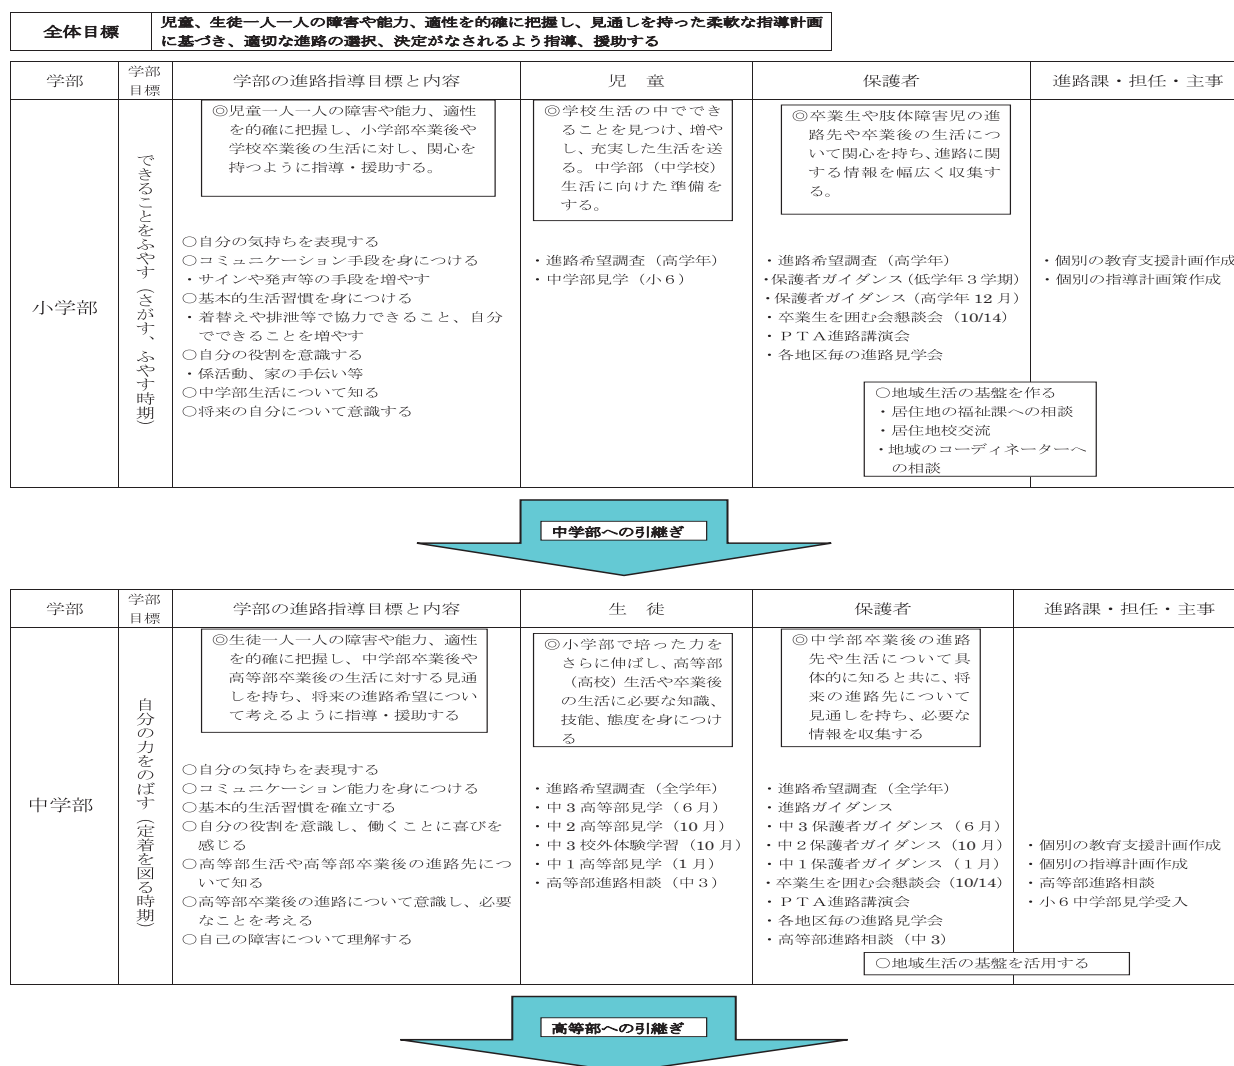 全体目標
児童、生徒一人一人の障害や能力、適性を的確に把握し、見通しを持った柔軟な指導計画
に基づき、適切な進路の選択、決定がなされるよう指導、援助する
学部
学部
目標
学部の進路指導目標と内容
児　童
保護者
進路課・担任・主事
小学部
できることをふやす（さがす、ふやす時期）
◎児童一人一人の障害や能力、適性
を的確に把握し、小学部卒業後や
学校卒業後の生活に対し、関心を
持つように指導・援助する。
○自分の気持ちを表現する
○コミュニケーション手段を身につける
・サインや発声等の手段を増やす
○基本的生活習慣を身につける
・着替えや排泄等で協力できること、自分
でできることを増やす
○自分の役割を意識する
・係活動、家の手伝い等
○中学部生活について知る
○将来の自分について意識する
◎学校生活の中ででき
ることを見つけ、増や
し、充実した生活を送
る。中学部（中学校）
生活に向けた準備を
する。
・進路希望調査（高学年）
・中学部見学（小６）
◎卒業生や肢体障害児の進
路先や卒業後の生活につ
いて関心を持ち、進路に関
する情報を幅広く収集す
る。
・進路希望調査（高学年）
・保護者ガイダンス（低学年３学期）
・保護者ガイダンス（高学年 12 月）
・卒業生を囲む会懇談会（10/14）
・ＰＴＡ進路講演会
・各地区毎の進路見学会
・個別の教育支援計画作成
・個別の指導計画策作成
○地域生活の基盤を作る
・居住地の福祉課への相談
・居住地校交流
・地域のコーディネーターへ
の相談
中学部への引継ぎ
学部
学部
目標
学部の進路指導目標と内容
生　徒
保護者
進路課・担任・主事
中学部
自分の力をのばす（定着を図る時期）
◎生徒一人一人の障害や能力、適性
を的確に把握し、中学部卒業後や
高等部卒業後の生活に対する見通
しを持ち、将来の進路希望につい
て考えるように指導・援助する
○自分の気持ちを表現する
○コミュニケーション能力を身につける
○基本的生活習慣を確立する
○自分の役割を意識し、働くことに喜びを
感じる
○高等部生活や高等部卒業後の進路先につ
いて知る
○高等部卒業後の進路について意識し、必要
なことを考える
○自己の障害について理解する
◎小学部で培った力を
さらに伸ばし、高等部
（高校）生活や卒業後
の生活に必要な知識、
技能、態度を身につけ
る
・進路希望調査（全学年）
・中３高等部見学（６月）
・中２高等部見学（10 月）
・中３校外体験学習（10 月）
・中１高等部見学（1 月）
・高等部進路相談（中３）
◎中学部卒業後の進路
先や生活について具
体的に知ると共に、将
来の進路先について
見通しを持ち、必要な
情報を収集する
・進路希望調査（全学年）
・進路ガイダンス
・中３保護者ガイダンス（６月）
・中２保護者ガイダンス（10 月）
・中１保護者ガイダンス（１月）
・卒業生を囲む会懇談会（10/14）
・ＰＴＡ進路講演会
・各地区毎の進路見学会
・高等部進路相談（中 3）
・個別の教育支援計画作成
・個別の指導計画作成
・高等部進路相談
・小６中学部見学受入
○地域生活の基盤を活用する
高等部への引継ぎ